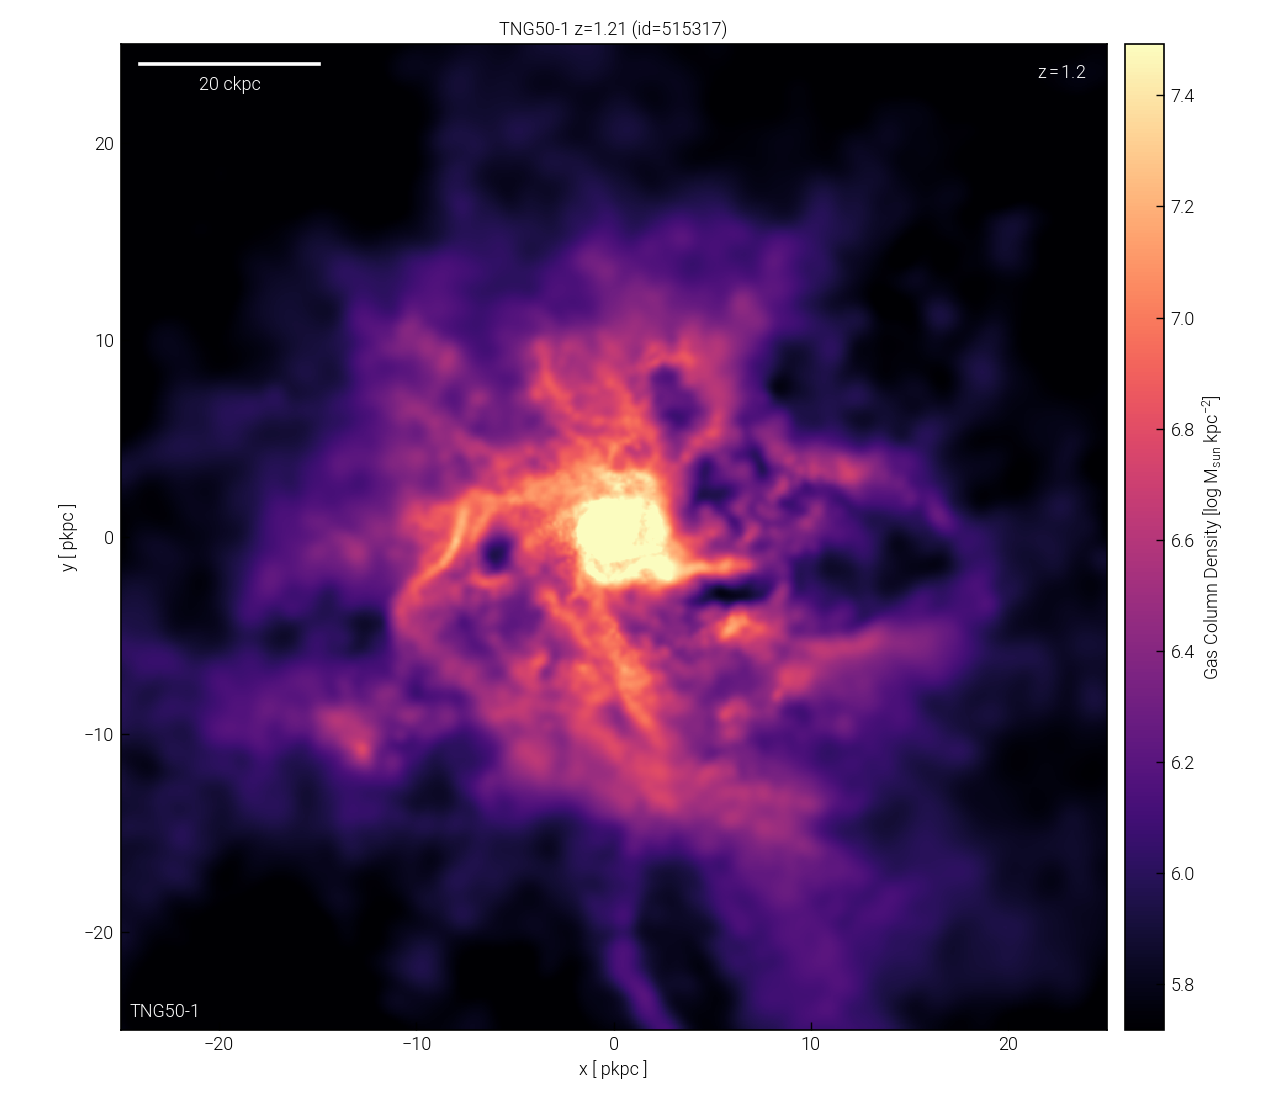 TNG50-1 z=1.21 (id=515317)
20 ckpc
z=1.2
TNG50-1
20
10
0
−10
−20
y [ pkpc ]
−20
−10
0
10
20
x [ pkpc ]
7.4
7.2
7.0
6.8
6.6
6.4
6.2
6.0
5.8
Gas Column Density [log M_sun kpc⁻²]